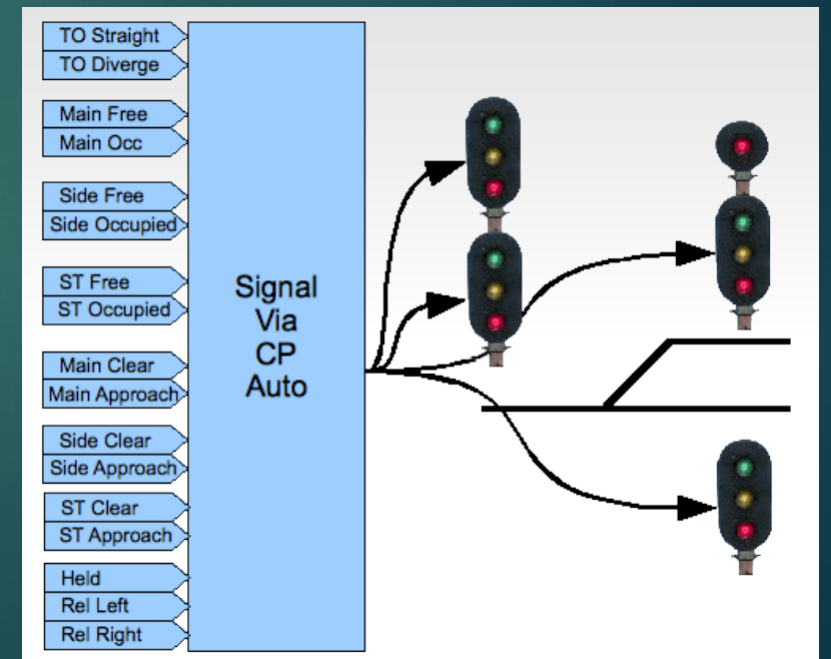 TO Straight
TO Diverge
Main Free
Main Occ
Side Free
Side Occupied
ST Free
ST Occupied
Main Clear
Main Approach
Side Clear
Side Approach
ST Clear
ST Approach
Held
Rel Left
Rel Right
Signal
Via
CP
Auto